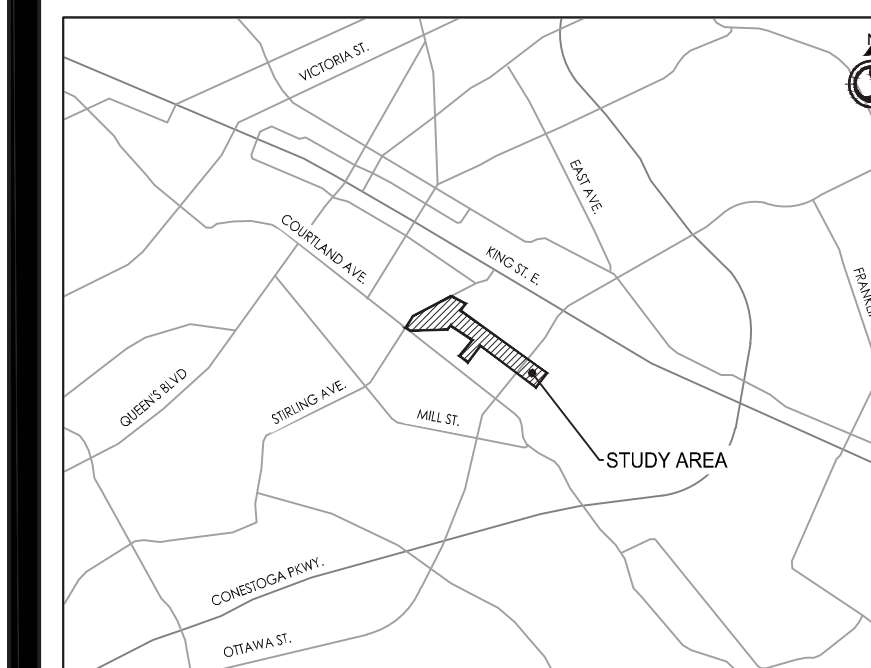 N
VICTORIA ST.
EAST AVE.
COURTLAND AVE.
KING ST. E.
QUEEN'S BLVD
STIRLING AVE.
MILL ST.
STUDY AREA
CONESTOGA PKWY.
OTTAWA ST.